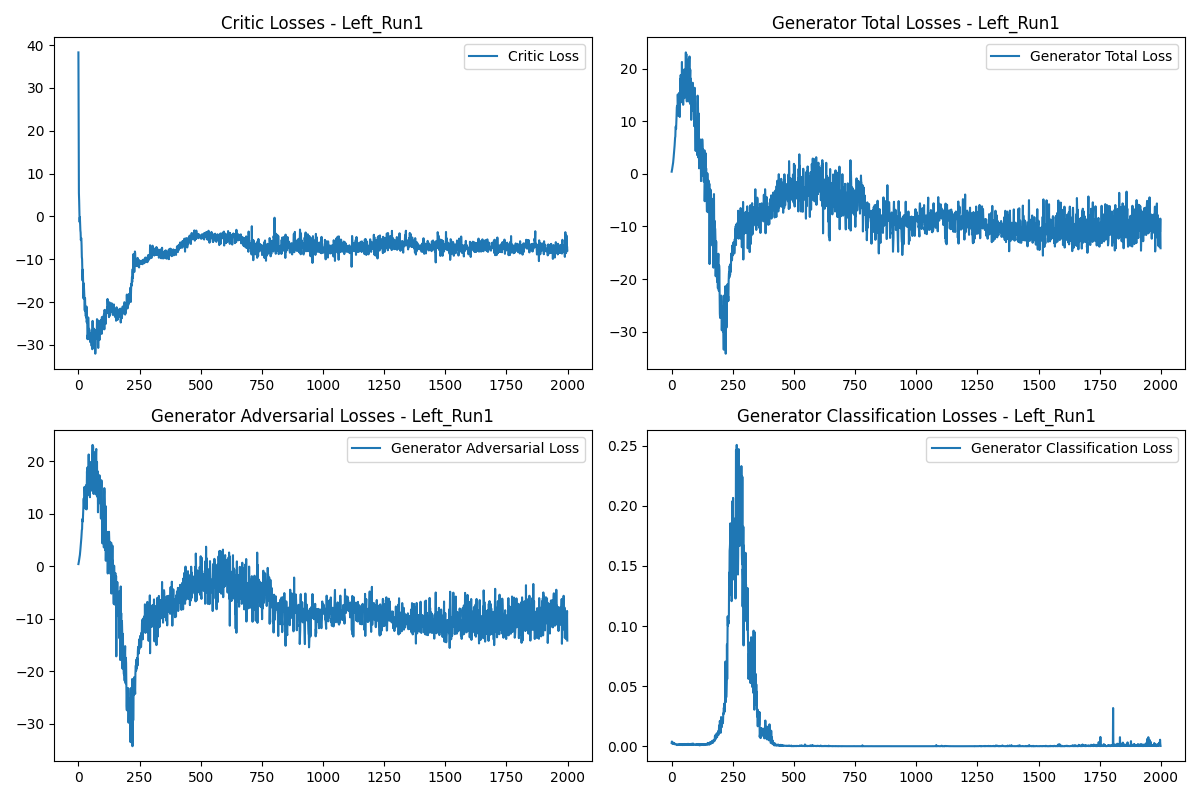 Critic Losses - Left_Run1
Critic Loss
40
30
20
10
0
−10
−20
−30
0 250 500 750 1000 1250 1500 1750 2000
Generator Total Losses - Left_Run1
Generator Total Loss
20
10
0
−10
−20
−30
0 250 500 750 1000 1250 1500 1750 2000
Generator Adversarial Losses - Left_Run1
Generator Adversarial Loss
20
10
0
−10
−20
−30
0 250 500 750 1000 1250 1500 1750 2000
Generator Classification Losses - Left_Run1
Generator Classification Loss
0.25
0.20
0.15
0.10
0.05
0.00
0 250 500 750 1000 1250 1500 1750 2000